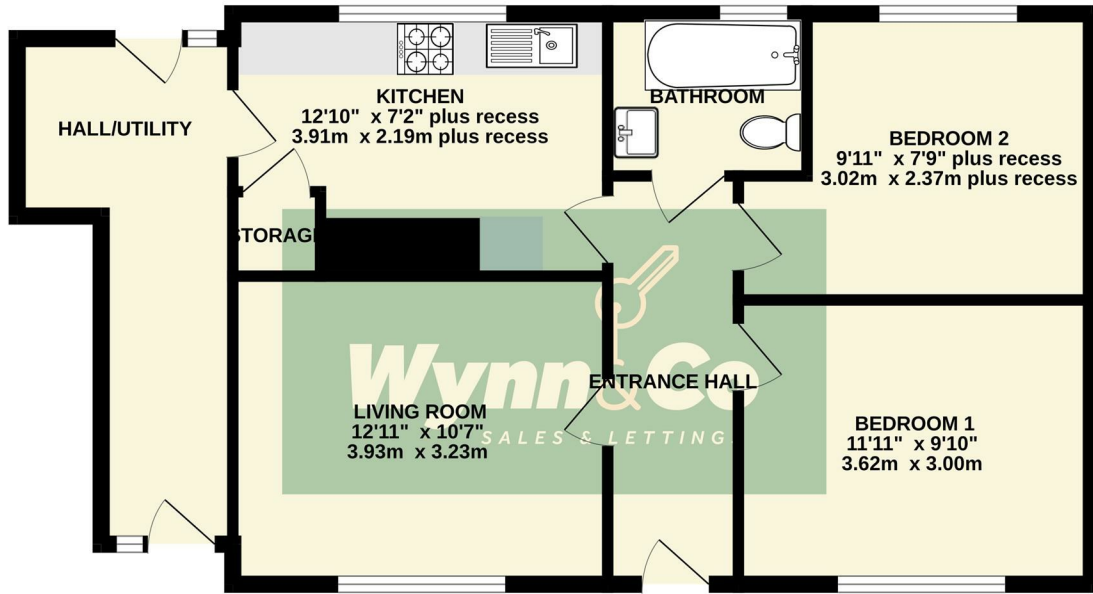 KITCHEN
12'10" x 7'2" plus recess
3.91m x 2.19m plus recess
BATHROOM
HALL/UTILITY
BEDROOM 2
9'11" x 7'9" plus recess
3.02m x 2.37m plus recess
STORAGE
Wynn&Co
SALES & LETTING
ENTRANCE HALL
LIVING ROOM
12'11" x 10'7"
3.93m x 3.23m
BEDROOM 1
11'11" x 9'10"
3.62m x 3.00m